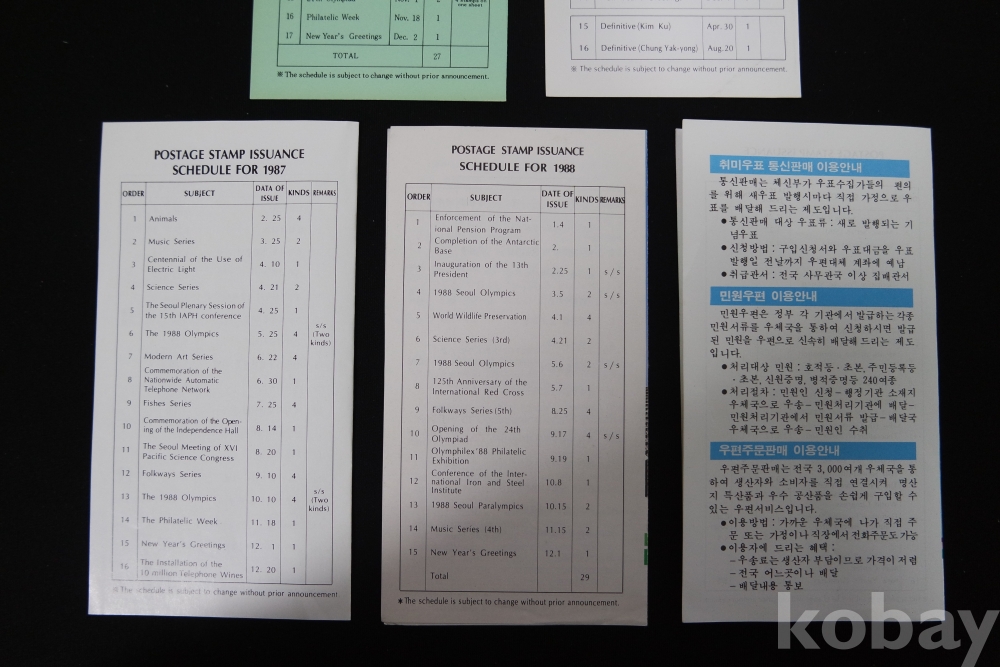 16 Philatelic Week Nov. 18 1
17 New Year's Greetings Dec. 2 1
TOTAL 27
※ The schedule is subject to change without prior announcement.
15 Definitive (Kim Ku) Apr. 30 1
16 Definitive (Chung Yak-yong) Aug. 20 1
※ The schedule is subject to change without prior announcement.
POSTAGE STAMP ISSUANCE
SCHEDULE FOR 1987
ORDER SUBJECT DATA OF ISSUE KINDS REMARKS
1 Animals 2. 25 4
2 Music Series 3. 25 2
3 Centennial of the Use of
Electric Light 4. 10 1
4 Science Series 4. 21 2
5 The Seoul Plenary Session of
the 15th IAPH conference 4. 25 1
6 The 1988 Olympics 5. 25 4 s/s (Two kinds)
7 Modern Art Series 6. 22 4
8 Commemoration of the
Nationwide Automatic
Telephone Network 6. 30 1
9 Fishes Series 7. 25 4
10 Commemoration of the Open-
ing of the Independence Hall 8. 14 1
11 The Seoul Meeting of XVI
Pacific Science Congress 8. 20 1
12 Folkways Series 9. 10 4
13 The 1988 Olympics 10. 10 4 s/s (Two kinds)
14 The Philatelic Week 11. 18 1
15 New Year's Greetings 12. 1 1
16 The Installation of the
10 million Telephone Wines 12. 20 1
※ The schedule is subject to change without prior announcement.
POSTAGE STAMP ISSUANCE
SCHEDULE FOR 1988
ORDER SUBJECT DATE OF ISSUE KINDS REMARKS
1 Enforcement of the Nat-
ional Pension Program 1.4 1
2 Completion of the Antarctic
Base 2. 1
3 Inauguration of the 13th
President 2.25 1 s/s
4 1988 Seoul Olympics 3.5 2 s/s
5 World Wildlife Preservation 4.1 4
6 Science Series (3rd) 4.21 2
7 1988 Seoul Olympics 5.6 2 s/s
8 125th Anniversary of the
International Red Cross 5.7 1
9 Folkways Series (5th) 8.25 4
10 Opening of the 24th
Olympiad 9.17 4 s/s
11 Olymphilex'88 Philatelic
Exhibition 9.19 1
12 Conference of the Inter-
national Iron and Steel
Institute 10.8 1
13 1988 Seoul Paralympics 10.15 2
14 Music Series (4th) 11.15 2
15 New Year's Greetings 12.1 1
Total 29
※ The schedule is subject to change without prior announcement.
취미우표 통신판매 이용안내
통신판매는 체신부가 우표수집가들의 편의
를 위해 새우표 발행시마다 직접 가정으로 우
표를 배달해 드리는 제도입니다.
●통신판매 대상 우표류 : 새로 발행되는 기
념우표
●신청방법 : 구입신청서와 우표대금을 우표
발행일 전날까지 우편대체 계좌에 예납
●취급관서 : 전국 사무관국 이상 집배관서
민원우편 이용안내
민원우편은 정부 각 기관에서 발급하는 각종
민원서류를 우체국을 통하여 신청하시면 발급
된 민원을 우편으로 신속히 배달해 드리는 제도
입니다.
●처리대상 민원 : 호적등·초본, 주민등록등
·초본, 신원증명, 병적증명등 240여종
●처리절차 : 민원인 신청-행정기관 소재지
우체국으로 우송-민원처리기관에 배달-
민원처리기관에서 민원서류 발급-배달국
우체국으로 우송-민원인 수취
우편주문판매 이용안내
우편주문판매는 전국 3,000여개 우체국을 통
하여 생산자와 소비자를 직접 연결시켜 명산
지 특산품과 우수 공산품을 손쉽게 구입할 수
있는 우편서비스입니다.
●이용방법 : 가까운 우체국에 나가 직접 주
문 또는 가정이나 직장에서 전화주문도 가능
●이용자에 드리는 혜택 :
-우송료는 생산자 부담이므로 가격이 저렴
-전국 어느곳이나 배달
-배달내용 통보
kobay